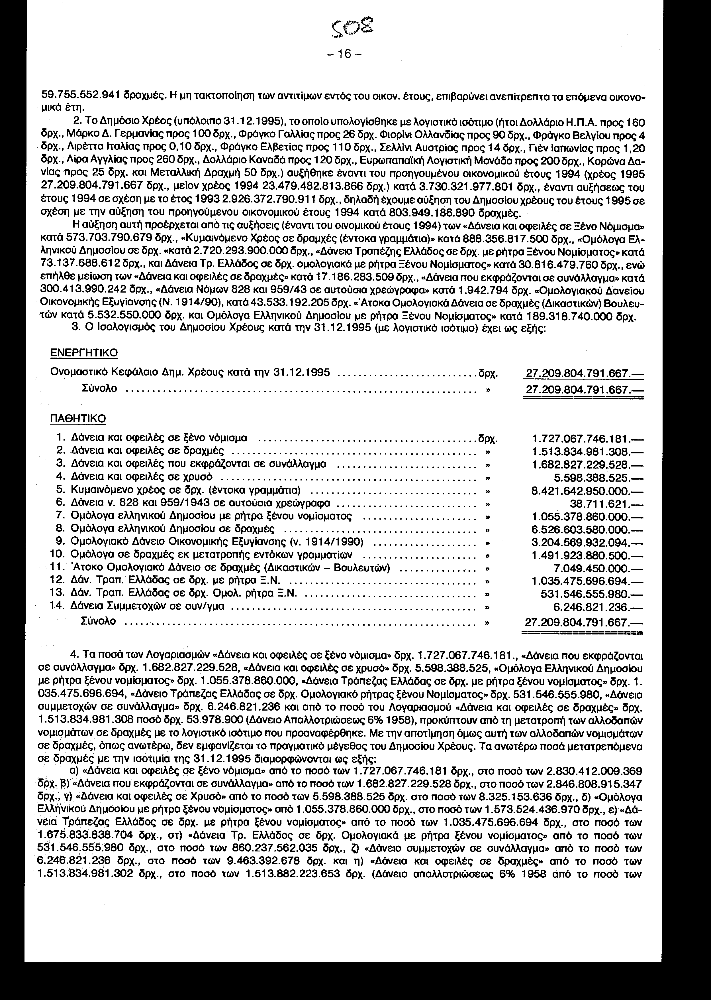 508
– 16 –
59.755.552.941 δραχμές. Η μη τακτοποίηση των αντιτίμων εντός του οικον. έτους, επιβαρύνει ανεπίτρεπτα τα επόμενα οικονο-
μικά έτη.
2. Το Δημόσιο Χρέος (υπόλοιπο 31.12.1995), το οποίο υπολογίσθηκε με λογιστικό ισότιμο (ήτοι Δολλάριο Η.Π.Α. προς 160
δρχ., Μάρκο Δ. Γερμανίας προς 100 δρχ., Φράγκο Γαλλίας προς 26 δρχ. Φιορίνι Ολλανδίας προς 90 δρχ., Φράγκο Βελγίου προς 4
δρχ., Λιρέττα Ιταλίας προς 0,10 δρχ., Φράγκο Ελβετίας προς 110 δρχ., Σελλίνι Αυστρίας προς 14 δρχ., Γιέν Ιαπωνίας προς 1,20
δρχ., Λίρα Αγγλίας προς 260 δρχ., Δολλάριο Καναδά προς 120 δρχ., Ευρωπαπαϊκή Λογιστική Μονάδα προς 200 δρχ., Κορώνα Δα-
νίας προς 25 δρχ. και Μεταλλική Δραχμή 50 δρχ.) αυξήθηκε έναντι του προηγουμένου οικονομικού έτους 1994 (χρέος 1995
27.209.804.791.667 δρχ., μείον χρέος 1994 23.479.482.813.866 δρχ.) κατά 3.730.321.977.801 δρχ., έναντι αυξήσεως του
έτους 1994 σε σχέση με το έτος 1993 2.926.372.790.911 δρχ., δηλαδή έχουμε αύξηση του Δημοσίου χρέους του έτους 1995 σε
σχέση με την αύξηση του προηγούμενου οικονομικού έτους 1994 κατά 803.949.186.890 δραχμές.
Η αύξηση αυτή προέρχεται από τις αυξήσεις (έναντι του οινομικού έτους 1994) των «Δάνεια και οφειλές σε Ξένο Νόμισμα»
κατά 573.703.790.679 δρχ., «Κυμαινόμενο Χρέος σε δραμχές (έντοκα γραμμάτια)» κατά 888.356.817.500 δρχ., «Ομόλογα Ελ-
ληνικού Δημοσίου σε δρχ. «κατά 2.720.293.900.000 δρχ., «Δάνεια Τραπέζης Ελλάδος σε δρχ. με ρήτρα Ξένου Νομίσματος» κατά
73.137.688.612 δρχ., και Δάνεια Τρ. Ελλάδος σε δρχ. ομολογιακά με ρήτρα Ξένου Νομίσματος» κατά 30.816.479.760 δρχ., ενώ
επήλθε μείωση των «Δάνεια και οφειλές σε δραχμές» κατά 17.186.283.509 δρχ., «Δάνεια που εκφράζονται σε συνάλλαγμα» κατά
300.413.990.242 δρχ., «Δάνεια Νόμων 828 και 959/43 σε αυτούσια χρεώγραφα» κατά 1.942.794 δρχ. «Ομολογιακού Δανείου
Οικονομικής Εξυγίανσης (Ν. 1914/90), κατά 43.533.192.205 δρχ. «Άτοκα Ομολογιακά Δάνεια σε δραχμές (Δικαστικών) Βουλευ-
τών κατά 5.532.550.000 δρχ. και Ομόλογα Ελληνικού Δημοσίου με ρήτρα Ξένου Νομίσματος» κατά 189.318.740.000 δρχ.
3. Ο Ισολογισμός του Δημοσίου Χρέους κατά την 31.12.1995 (με λογιστικό ισότιμο) έχει ως εξής:
ΕΝΕΡΓΗΤΙΚΟ
Ονομαστικό Κεφάλαιο Δημ. Χρέους κατά την 31.12.1995 .......................... δρχ. 27.209.804.791.667.—
Σύνολο .......................... » 27.209.804.791.667.—
ΠΑΘΗΤΙΚΟ
1. Δάνεια και οφειλές σε ξένο νόμισμα .......................... δρχ. 1.727.067.746.181.—
2. Δάνεια και οφειλές σε δραχμές .......................... » 1.513.834.981.308.—
3. Δάνεια και οφειλές που εκφράζονται σε συνάλλαγμα .......................... » 1.682.827.229.528.—
4. Δάνεια και οφειλές σε χρυσό .......................... » 5.598.388.525.—
5. Κυμαινόμενο χρέος σε δρχ. (έντοκα γραμμάτια) .......................... » 8.421.642.950.000.—
6. Δάνεια ν. 828 και 959/1943 σε αυτούσια χρεώγραφα .......................... » 38.711.621.—
7. Ομόλογα ελληνικού Δημοσίου με ρήτρα ξένου νομίσματος .......................... » 1.055.378.860.000.—
8. Ομόλογα ελληνικού Δημοσίου σε δραχμές .......................... » 6.526.603.580.000.—
9. Ομολογιακό Δάνειο Οικονομικής Εξυγίανσης (ν. 1914/1990) .......................... » 3.204.569.932.094.—
10. Ομόλογα σε δραχμές εκ μετατροπής εντόκων γραμματίων .......................... » 1.491.923.880.500.—
11. Άτοκο Ομολογιακό Δάνειο σε δραχμές (Δικαστικών – Βουλευτών) .......................... » 7.049.450.000.—
12. Δάν. Τραπ. Ελλάδας σε δρχ. με ρήτρα Ξ.Ν. .......................... » 1.035.475.696.694.—
13. Δάν. Τραπ. Ελλάδας σε δρχ. Ομολ. ρήτρα Ξ.Ν. .......................... » 531.546.555.980.—
14. Δάνεια Συμμετοχών σε συν/γμα .......................... » 6.246.821.236.—
Σύνολο .......................... » 27.209.804.791.667.—
4. Τα ποσά των Λογαριασμών «Δάνεια και οφειλές σε ξένο νόμισμα» δρχ. 1.727.067.746.181., «Δάνεια που εκφράζονται
σε συνάλλαγμα» δρχ. 1.682.827.229.528, «Δάνεια και οφειλές σε χρυσό» δρχ. 5.598.388.525, «Ομόλογα Ελληνικού Δημοσίου
με ρήτρα ξένου νομίσματος» δρχ. 1.055.378.860.000, «Δάνεια Τράπεζας Ελλάδας σε δρχ. με ρήτρα ξένου νομίσματος» δρχ. 1.
035.475.696.694, «Δάνειο Τράπεζας Ελλάδας σε δρχ. Ομολογιακό ρήτρας ξένου Νομίσματος» δρχ. 531.546.555.980, «Δάνεια
συμμετοχών σε συνάλλαγμα» δρχ. 6.246.821.236 και από το ποσό του Λογαριασμού «Δάνεια και οφειλές σε δραχμές» δρχ.
1.513.834.981.308 ποσό δρχ. 53.978.900 (Δάνειο Απαλλοτριώσεως 6% 1958), προκύπτουν από τη μετατροπή των αλλοδαπών
νομισμάτων σε δραχμές με το λογιστικό ισότιμο που προαναφέρθηκε. Με την αποτίμηση όμως αυτή των αλλοδαπών νομισμάτων
σε δραχμές, όπως ανωτέρω, δεν εμφανίζεται το πραγματικό μέγεθος του Δημοσίου Χρέους. Τα ανωτέρω ποσά μετατρεπόμενα
σε δραχμές με την ισοτιμία της 31.12.1995 διαμορφώνονται ως εξής:
α) «Δάνεια και οφειλές σε ξένο νόμισμα» από το ποσό των 1.727.067.746.181 δρχ., στο ποσό των 2.830.412.009.369
δρχ. β) «Δάνεια που εκφράζονται σε συνάλλαγμα» από το ποσό των 1.682.827.229.528 δρχ., στο ποσό των 2.846.808.915.347
δρχ., γ) «Δάνεια και οφειλές σε Χρυσό» από το ποσό των 5.598.388.525 δρχ. στο ποσό των 8.325.153.636 δρχ., δ) «Ομόλογα
Ελληνικού Δημοσίου με ρήτρα ξένου νομίσματος» από 1.055.378.860.000 δρχ., στο ποσό των 1.573.524.436.970 δρχ., ε) «Δά-
νεια Τράπεζας Ελλάδος σε δρχ. με ρήτρα ξένου νομίσματος» από το ποσό των 1.035.475.696.694 δρχ., στο ποσό των
1.675.833.838.704 δρχ., στ) «Δάνεια Τρ. Ελλάδος σε δρχ. Ομολογιακά με ρήτρα ξένου νομίσματος» από το ποσό των
531.546.555.980 δρχ., στο ποσό των 860.237.562.035 δρχ., ζ) «Δάνειο συμμετοχών σε συνάλλαγμα» από το ποσό των
6.246.821.236 δρχ., στο ποσό των 9.463.392.678 δρχ. και η) «Δάνεια και οφειλές σε δραχμές» από το ποσό των
1.513.834.981.302 δρχ., στο ποσό των 1.513.882.223.653 δρχ. (Δάνειο απαλλοτριώσεως 6% 1958 από το ποσό των